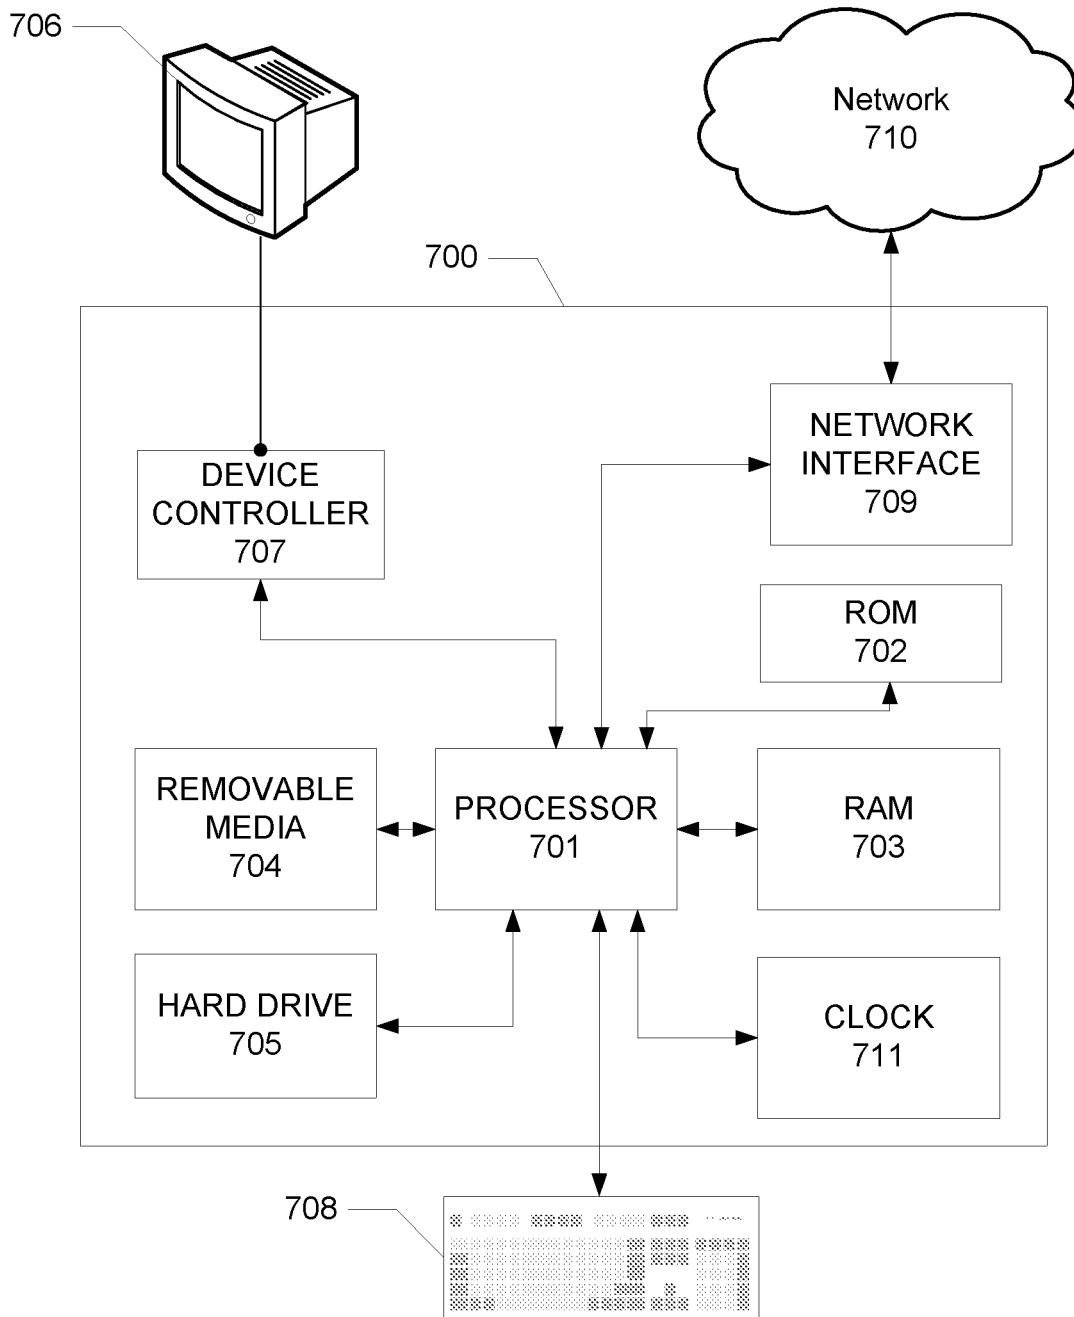 706
Network
710
700
NETWORK
INTERFACE
709
DEVICE
CONTROLLER
707
ROM
702
REMOVABLE
MEDIA
704
PROCESSOR
701
RAM
703
HARD DRIVE
705
CLOCK
711
708